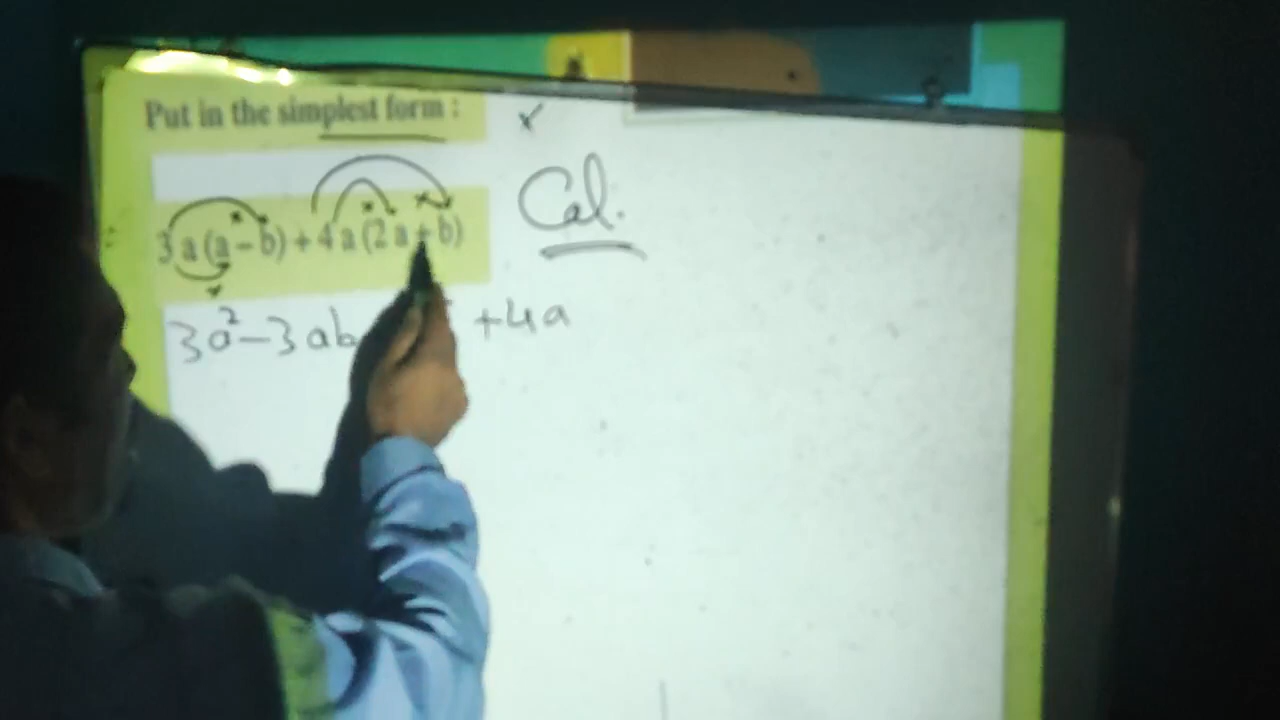 Put in the simplest form :
Cal.
3a(a-b)+4a(2a+b)
3a²-3ab +4a